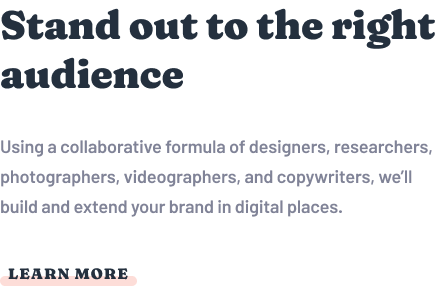 Stand out to the right
audience
Using a collaborative formula of designers, researchers,
photographers, videographers, and copywriters, we’ll
build and extend your brand in digital places.
LEARN MORE